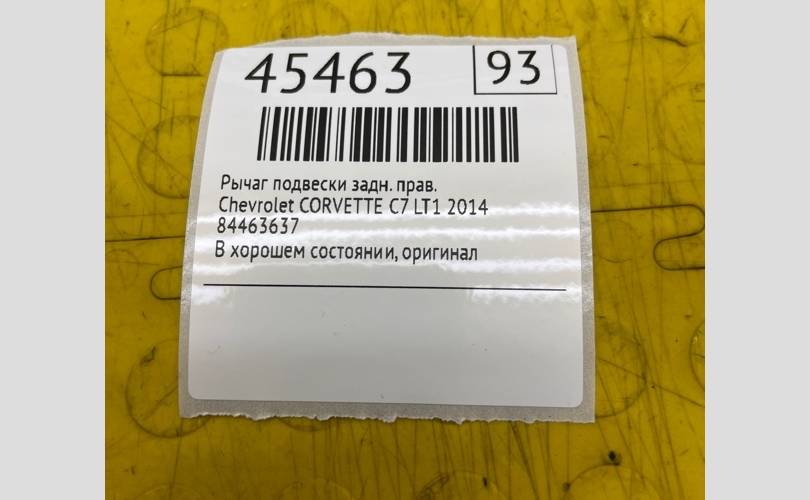 45463
93
Рычаг подвески задн. прав.
Chevrolet CORVETTE C7 LT1 2014
84463637
В хорошем состоянии, оригинал